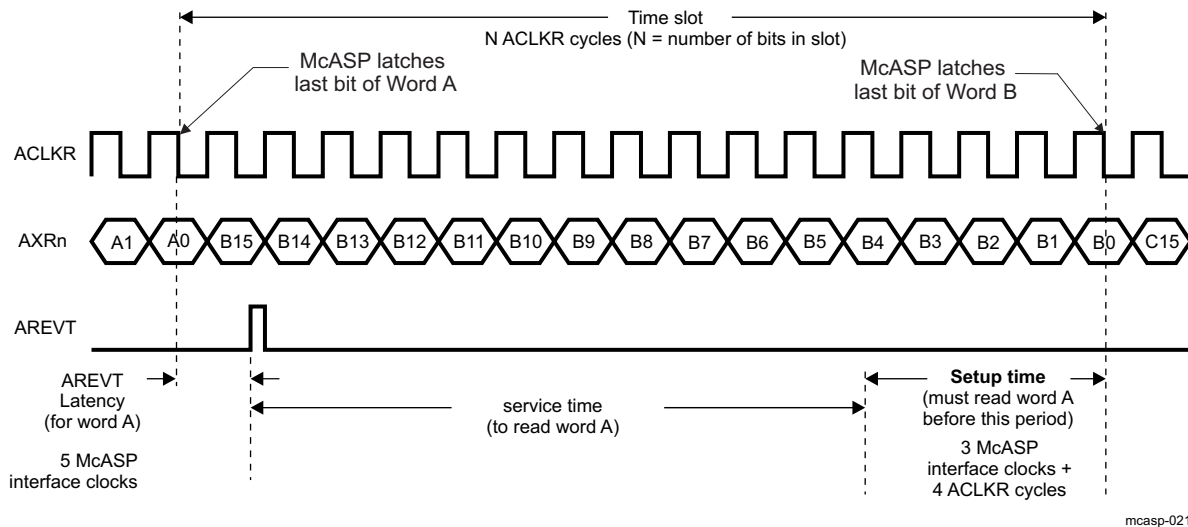 Time slot
N ACLKR cycles (N = number of bits in slot)
McASP latches
last bit of Word A
McASP latches
last bit of Word B
ACLKR
AXRn
A1 A0 B15 B14 B13 B12 B11 B10 B9 B8 B7 B6 B5 B4 B3 B2 B1 B0 C15
AREVT
AREVT
Latency
(for word A)
5 McASP
interface clocks
service time
(to read word A)
Setup time
(must read word A
before this period)
3 McASP
interface clocks +
4 ACLKR cycles
mcasp-021